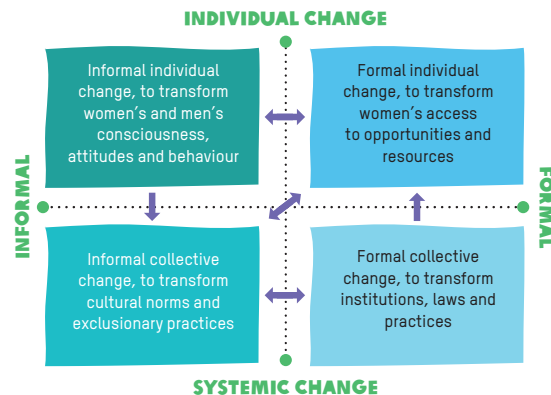 INDIVIDUAL CHANGE
Informal individual
change, to transform
women's and men's
consciousness,
attitudes and behaviour
Formal individual
change, to transform
women's access
to opportunities and
resources
INFORMAL
FORMAL
Informal collective
change, to transform
cultural norms and
exclusionary practices
Formal collective
change, to transform
institutions, laws and
practices
SYSTEMIC CHANGE